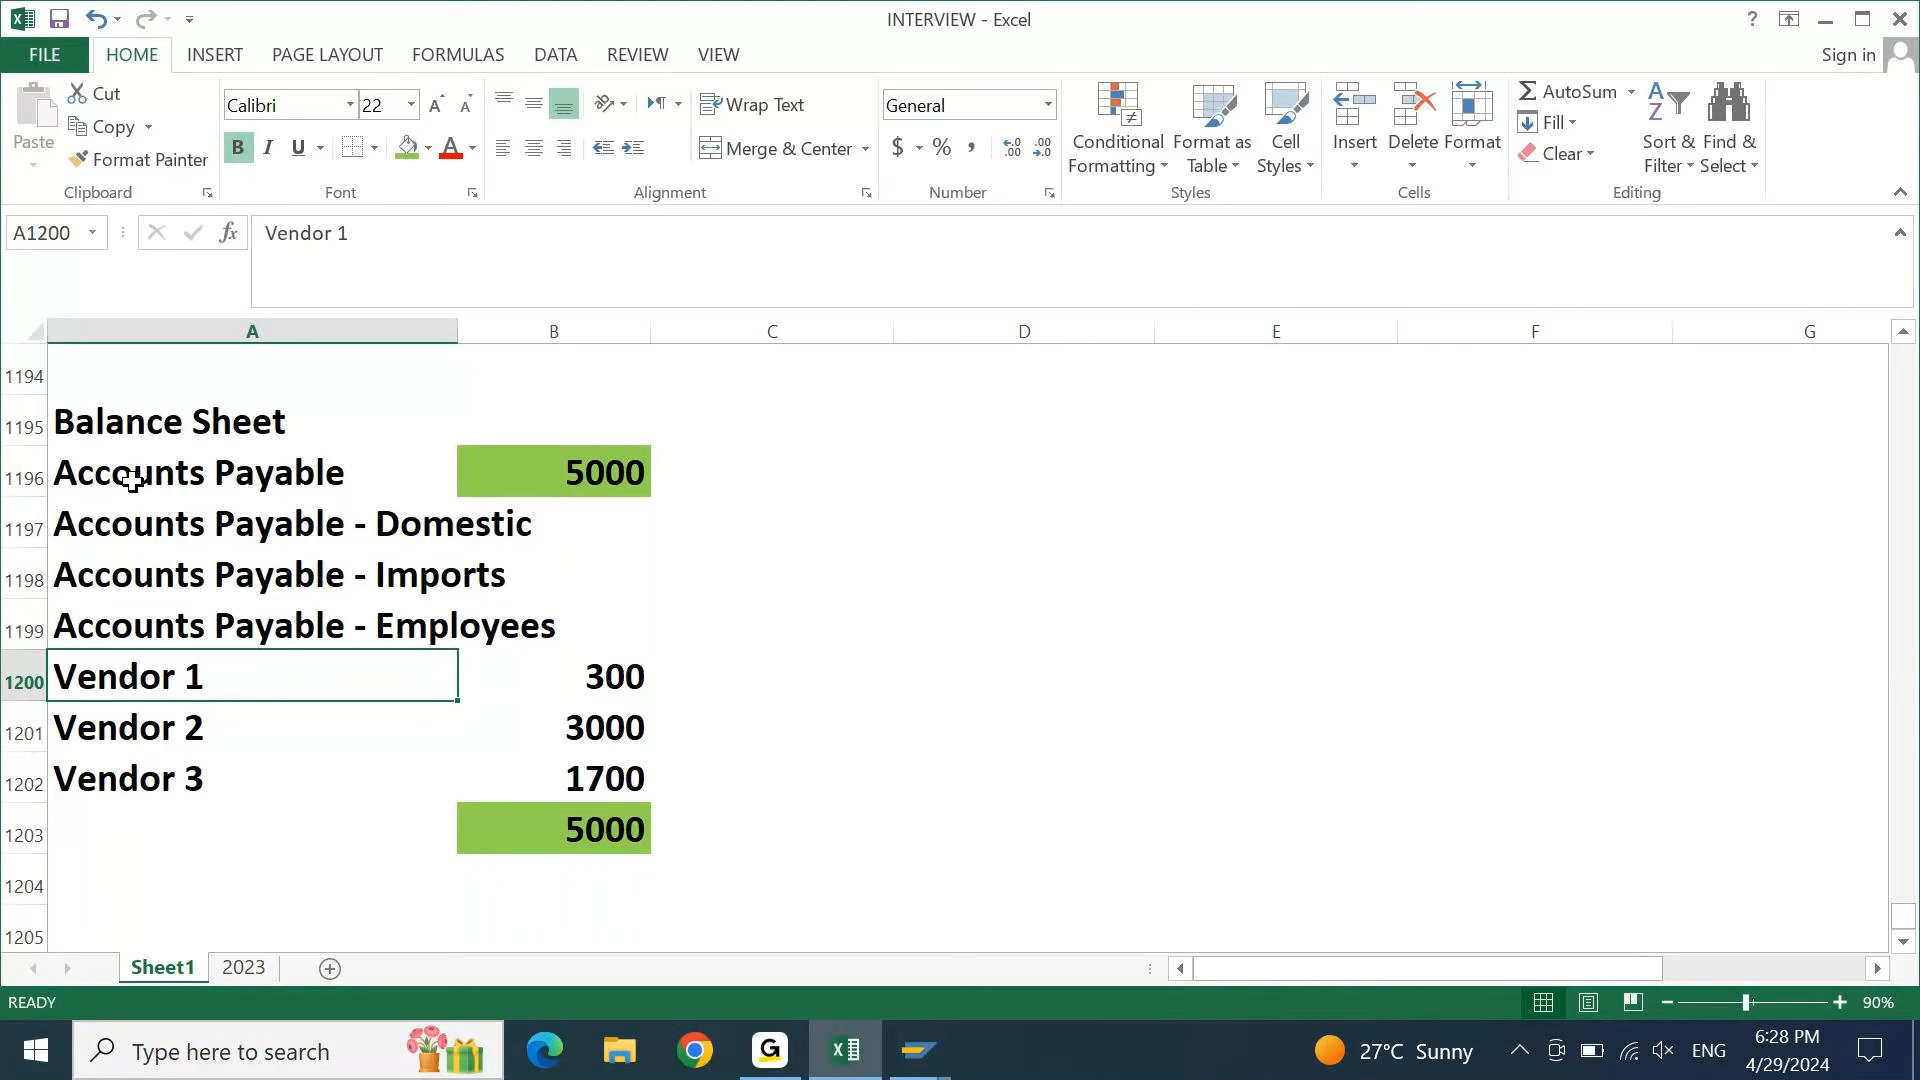 INTERVIEW - Excel
?
FILE HOME INSERT PAGE LAYOUT FORMULAS DATA REVIEW VIEW Sign in
Paste
Cut
Copy
Format Painter
Clipboard
Calibri 22 A A
B I U A
Font
Wrap Text
Merge & Center
Alignment
General
$ % ,
.00 .00
Number
Conditional Formatting
Format as Table
Cell Styles
Styles
Insert
Delete
Format
Cells
AutoSum
Fill
Clear
Sort & Filter
Find & Select
Editing
A1200 fx Vendor 1
A B C D E F G
1194
1195 Balance Sheet
1196 Accounts Payable 5000
1197 Accounts Payable - Domestic
1198 Accounts Payable - Imports
1199 Accounts Payable - Employees
1200 Vendor 1 300
1201 Vendor 2 3000
1202 Vendor 3 1700
1203 5000
1204
1205
Sheet1 2023
READY 90%
Type here to search
G
27°C Sunny
ENG
6:28 PM
4/29/2024